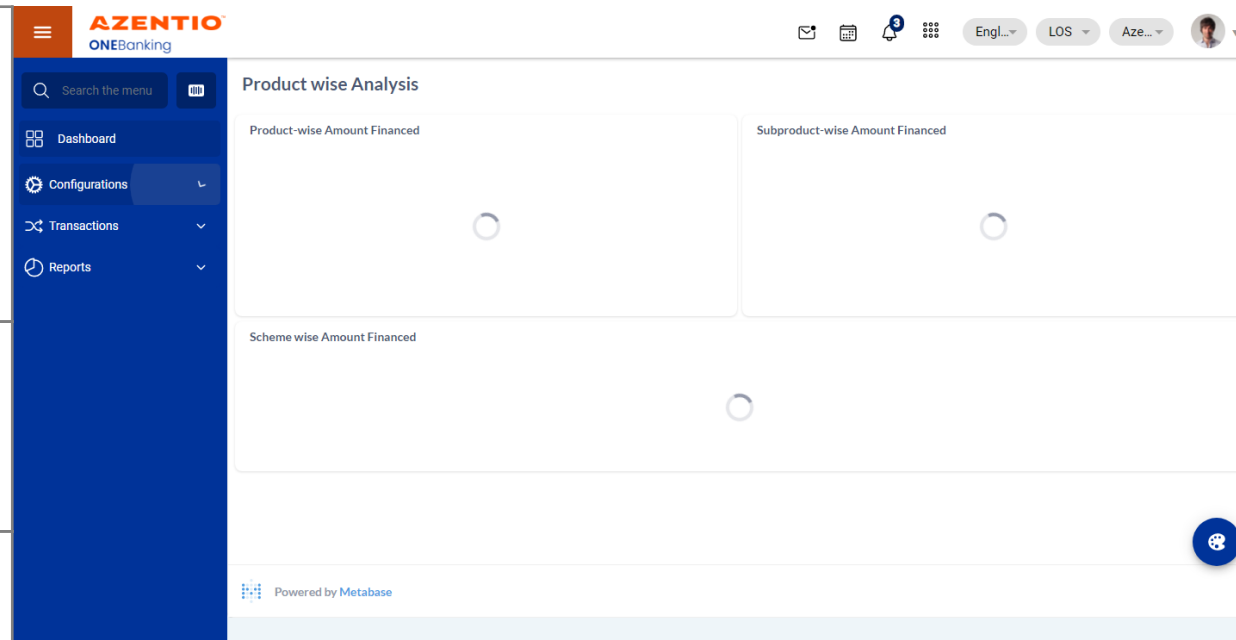 AZENTIO
ONEBanking
3
Engl...
LOS
Aze...
Search the menu
Dashboard
Configurations
Transactions
Reports
Product wise Analysis
Product-wise Amount Financed
Subproduct-wise Amount Financed
Scheme wise Amount Financed
Powered by Metabase